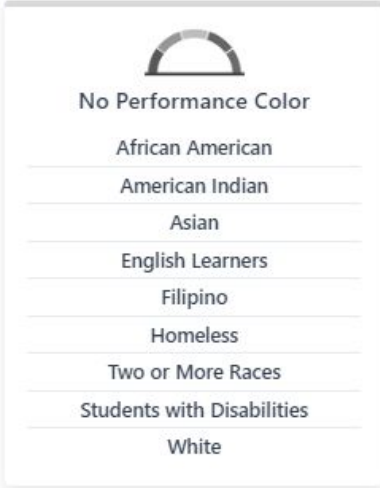 No Performance Color
African American
American Indian
Asian
English Learners
Filipino
Homeless
Two or More Races
Students with Disabilities
White